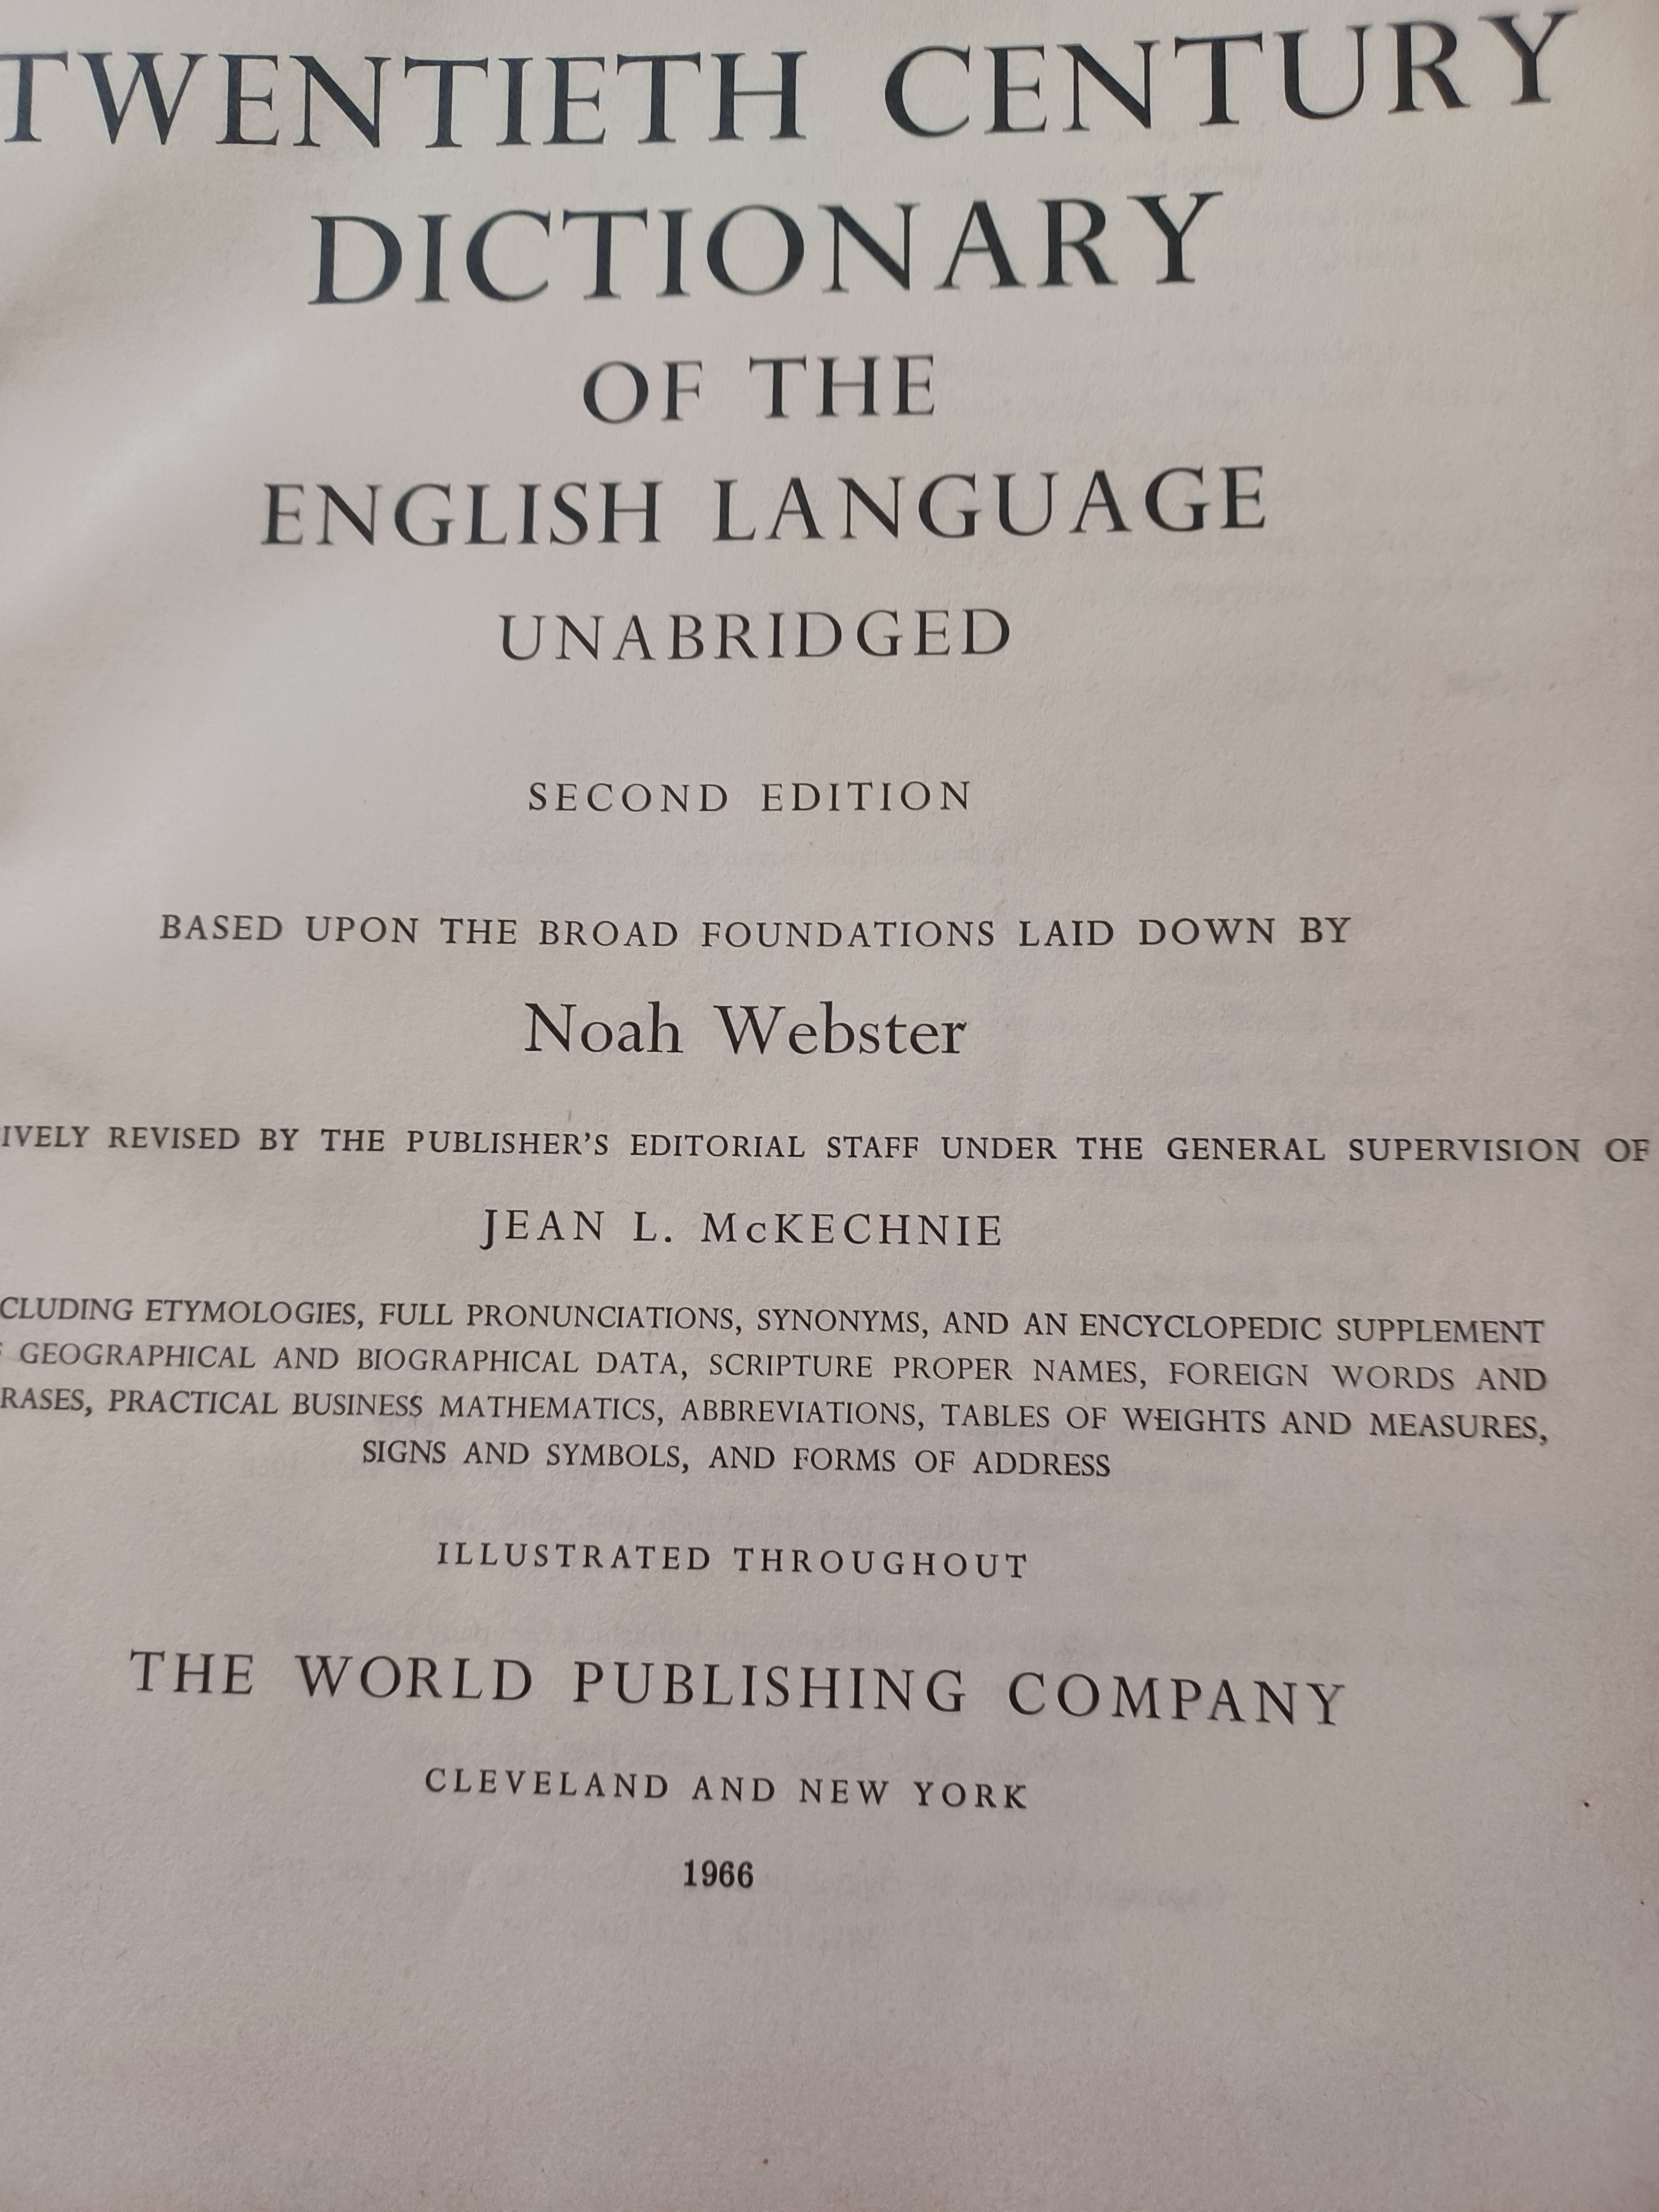 TWENTIETH CENTURY
DICTIONARY
OF THE
ENGLISH LANGUAGE
UNABRIDGED
SECOND EDITION
BASED UPON THE BROAD FOUNDATIONS LAID DOWN BY
Noah Webster
IVELY REVISED BY THE PUBLISHER'S EDITORIAL STAFF UNDER THE GENERAL SUPERVISION OF
JEAN L. McKECHNIE
CLUDING ETYMOLOGIES, FULL PRONUNCIATIONS, SYNONYMS, AND AN ENCYCLOPEDIC SUPPLEMENT
GEOGRAPHICAL AND BIOGRAPHICAL DATA, SCRIPTURE PROPER NAMES, FOREIGN WORDS AND
RASES, PRACTICAL BUSINESS MATHEMATICS, ABBREVIATIONS, TABLES OF WEIGHTS AND MEASURES,
SIGNS AND SYMBOLS, AND FORMS OF ADDRESS
ILLUSTRATED THROUGHOUT
THE WORLD PUBLISHING COMPANY
CLEVELAND AND NEW YORK
1966